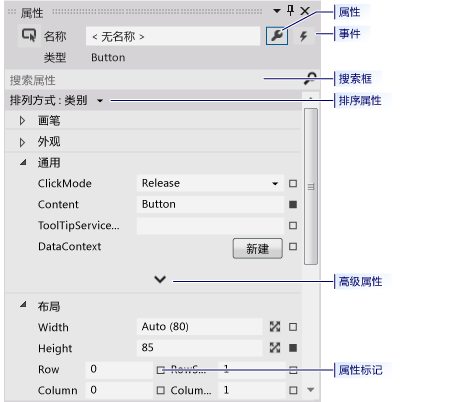 属性
属性
名称 < 无名称 >
事件
类型 Button
搜索属性
搜索框
排列方式 : 类别
排序属性
画笔
外观
通用
ClickMode Release
Content Button
ToolTipService...
DataContext 新建
高级属性
布局
Width Auto (80)
Height 85
Row 0 RowS... 1
属性标记
Column 0 Colum... 1